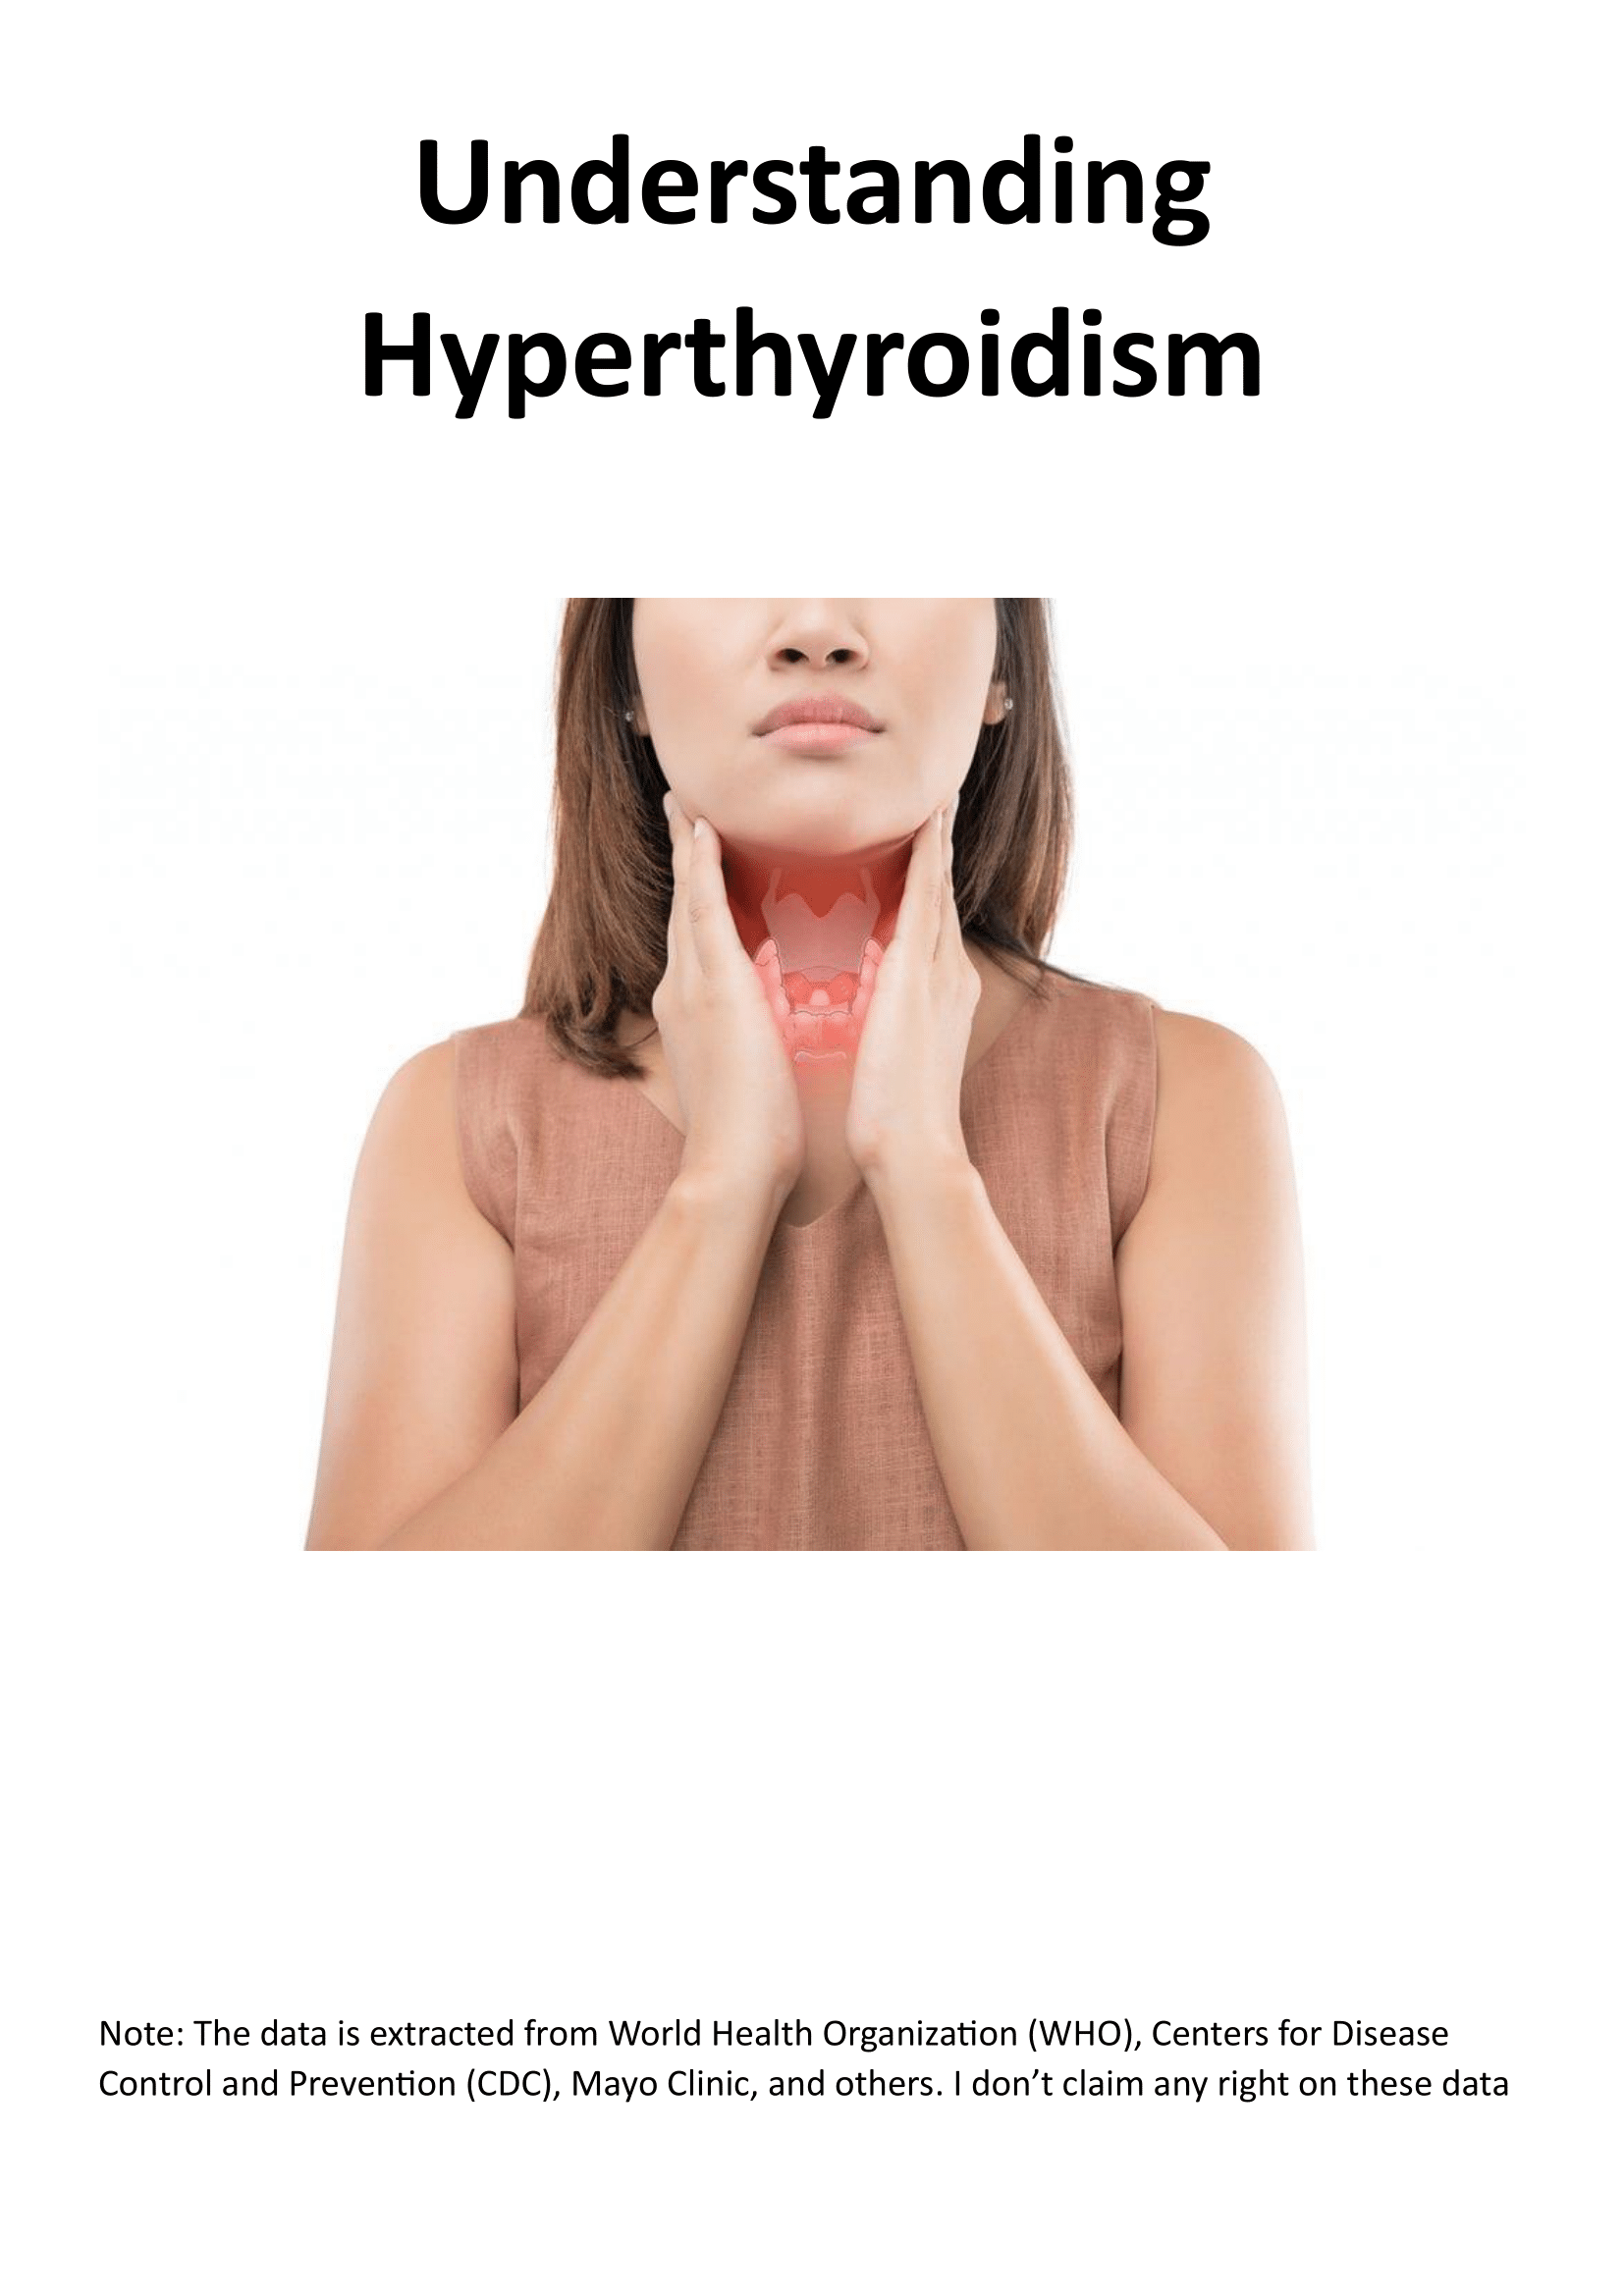 Understanding
Hyperthyroidism
Note: The data is extracted from World Health Organization (WHO), Centers for Disease
Control and Prevention (CDC), Mayo Clinic, and others. I don’t claim any right on these data